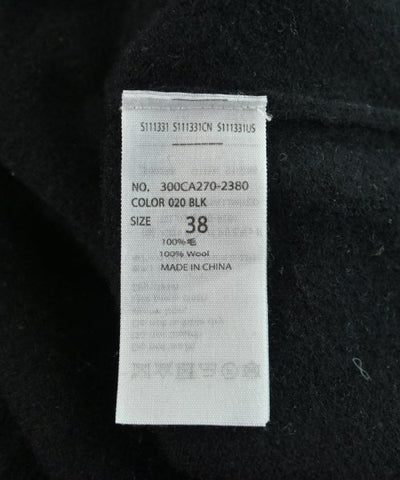 S111331 S111331CN S111331US
NO. 300CA270-2380
COLOR 020 BLK
SIZE 38
100%毛
100% Wool
MADE IN CHINA